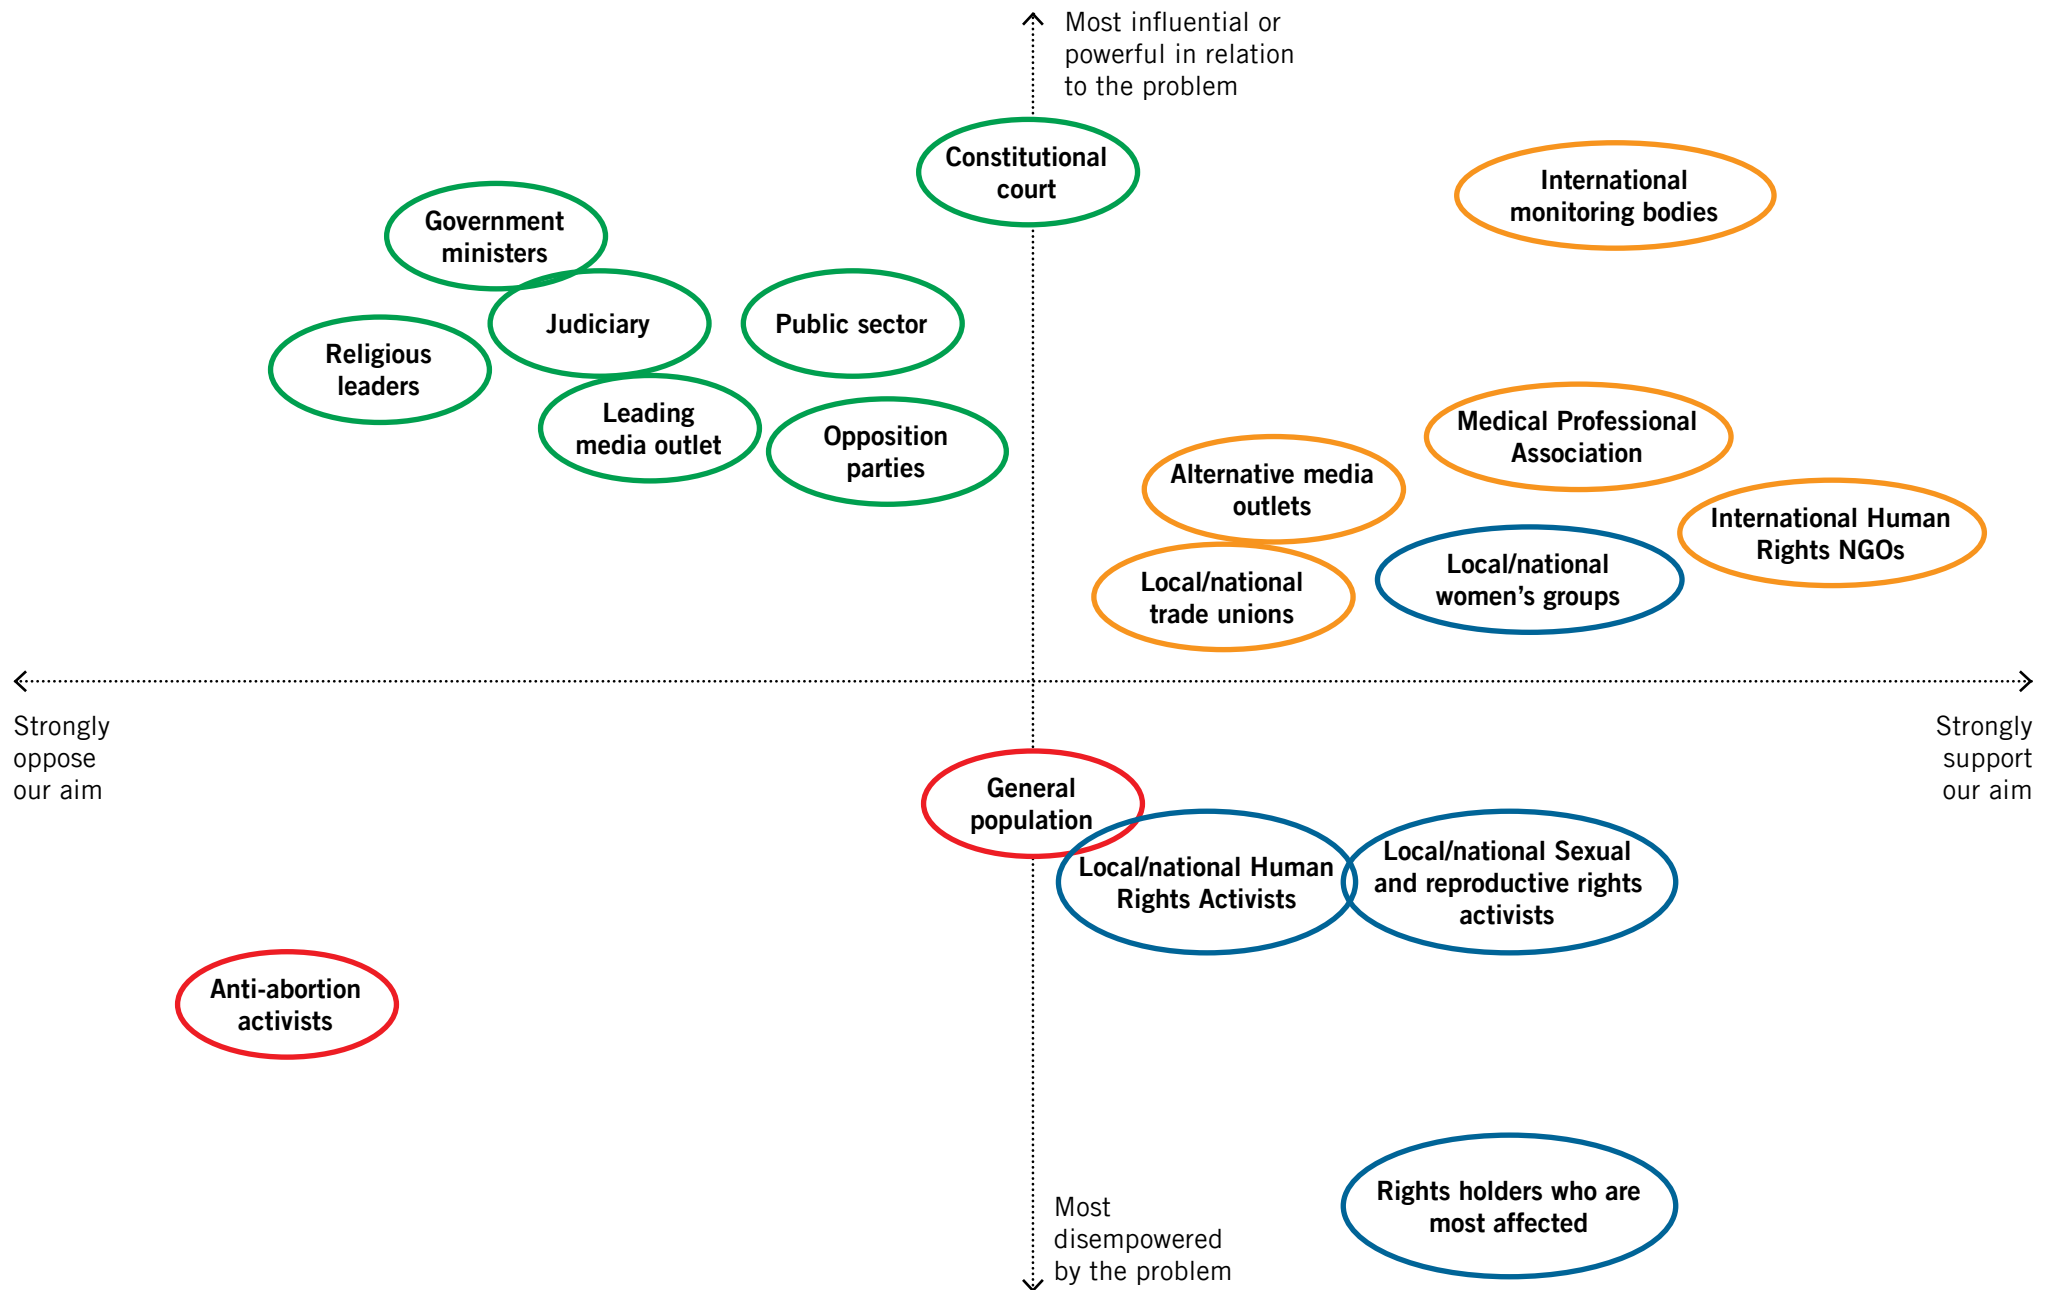 Most influential or
powerful in relation
to the problem
Constitutional
court
International
monitoring bodies
Government
ministers
Judiciary
Public sector
Religious
leaders
Leading
media outlet
Opposition
parties
Medical Professional
Association
Alternative media
outlets
International Human
Rights NGOs
Local/national
women’s groups
Local/national
trade unions
Strongly
oppose
our aim
Strongly
support
our aim
General
population
Local/national Human
Rights Activists
Local/national Sexual
and reproductive rights
activists
Anti-abortion
activists
Rights holders who are
most affected
Most
disempowered
by the problem